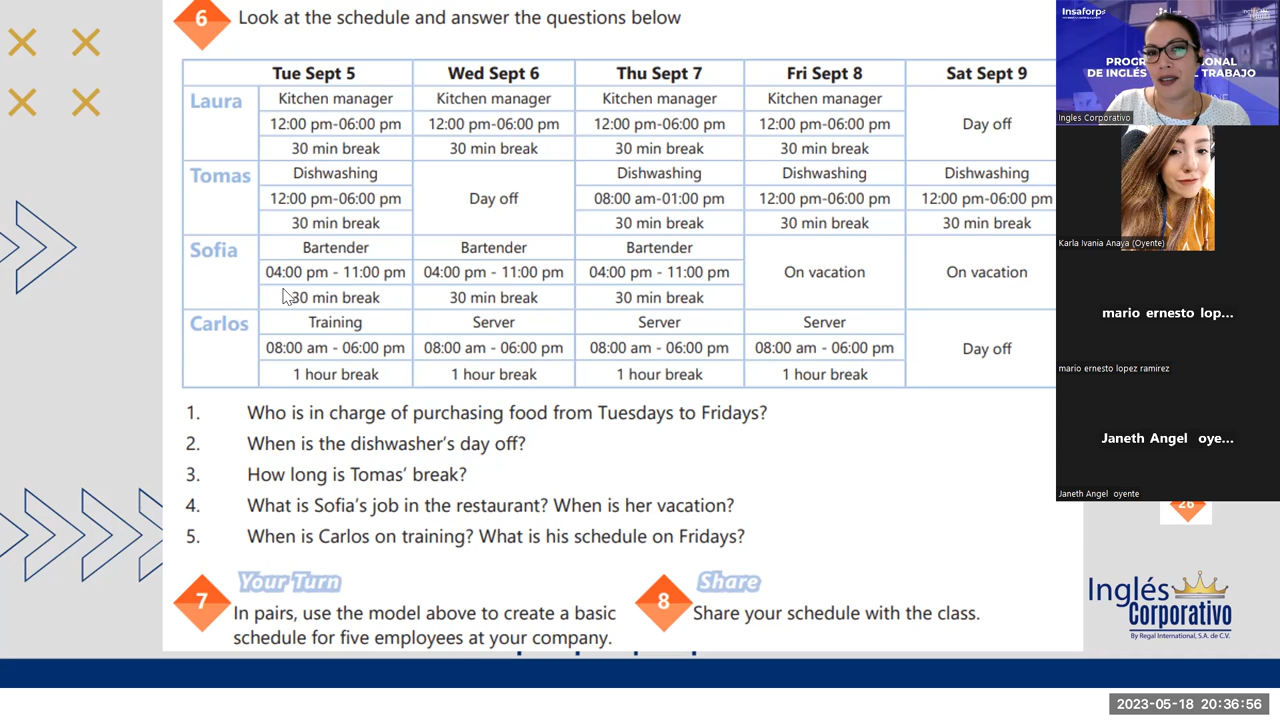 6 Look at the schedule and answer the questions below
Tue Sept 5 Wed Sept 6 Thu Sept 7 Fri Sept 8 Sat Sept 9
Laura Kitchen manager Kitchen manager Kitchen manager Kitchen manager Day off
12:00 pm-06:00 pm 12:00 pm-06:00 pm 12:00 pm-06:00 pm 12:00 pm-06:00 pm
30 min break 30 min break 30 min break 30 min break
Tomas Dishwashing Day off Dishwashing Dishwashing Dishwashing
12:00 pm-06:00 pm 08:00 am-01:00 pm 12:00 pm-06:00 pm 12:00 pm-06:00 pm
30 min break 30 min break 30 min break 30 min break
Sofia Bartender Bartender Bartender On vacation On vacation
04:00 pm - 11:00 pm 04:00 pm - 11:00 pm 04:00 pm - 11:00 pm
30 min break 30 min break 30 min break
Carlos Training Server Server Server Day off
08:00 am - 06:00 pm 08:00 am - 06:00 pm 08:00 am - 06:00 pm 08:00 am - 06:00 pm
1 hour break 1 hour break 1 hour break 1 hour break
1. Who is in charge of purchasing food from Tuesdays to Fridays?
2. When is the dishwasher's day off?
3. How long is Tomas' break?
4. What is Sofia's job in the restaurant? When is her vacation?
5. When is Carlos on training? What is his schedule on Fridays?
7 Your Turn
In pairs, use the model above to create a basic
schedule for five employees at your company.
8 Share
Share your schedule with the class.
Insaforp
PROGR IONAL
DE INGLÉS L TRABAJO
Ingles Corporativo
Karla Ivania Anaya (Oyente)
mario ernesto lop...
mario ernesto lopez ramirez
Janeth Angel oye...
Janeth Angel oyente
26
Inglés
Corporativo
By Regal International, S.A. de C.V.
2023-05-18 20:36:56